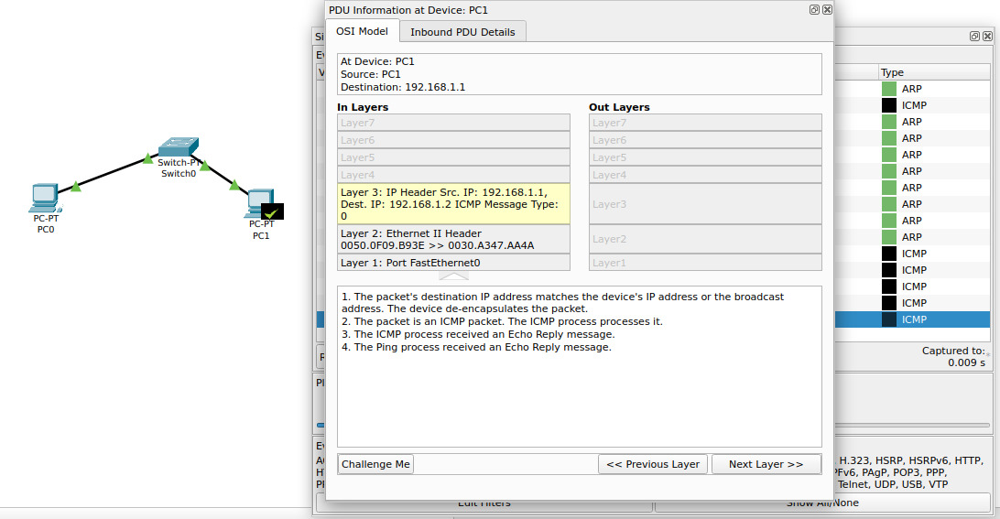 PDU Information at Device: PC1
OSI Model
Inbound PDU Details
At Device: PC1
Source: PC1
Destination: 192.168.1.1
In Layers
Out Layers
Layer7
Layer6
Layer5
Layer4
Layer 3: IP Header Src. IP: 192.168.1.1,
Dest. IP: 192.168.1.2 ICMP Message Type:
0
Layer 2: Ethernet II Header
0050.0F09.B93E >> 0030.A347.AA4A
Layer 1: Port FastEthernet0
Layer7
Layer6
Layer5
Layer4
Layer3
Layer2
Layer1
1. The packet's destination IP address matches the device's IP address or the broadcast
address. The device de-encapsulates the packet.
2. The packet is an ICMP packet. The ICMP process processes it.
3. The ICMP process received an Echo Reply message.
4. The Ping process received an Echo Reply message.
Challenge Me
<< Previous Layer
Next Layer >>
Switch-PT
Switch0
PC-PT
PC0
PC-PT
PC1
Type
ARP
ICMP
ARP
ARP
ARP
ARP
ARP
ARP
ARP
ARP
ICMP
ICMP
ICMP
ICMP
ICMP
Captured to:
0.009 s
H.323, HSRP, HSRPv6, HTTP,
PFv6, PAgP, POP3, PPP,
Telnet, UDP, USB, VTP
Edit Filters
Show All/None